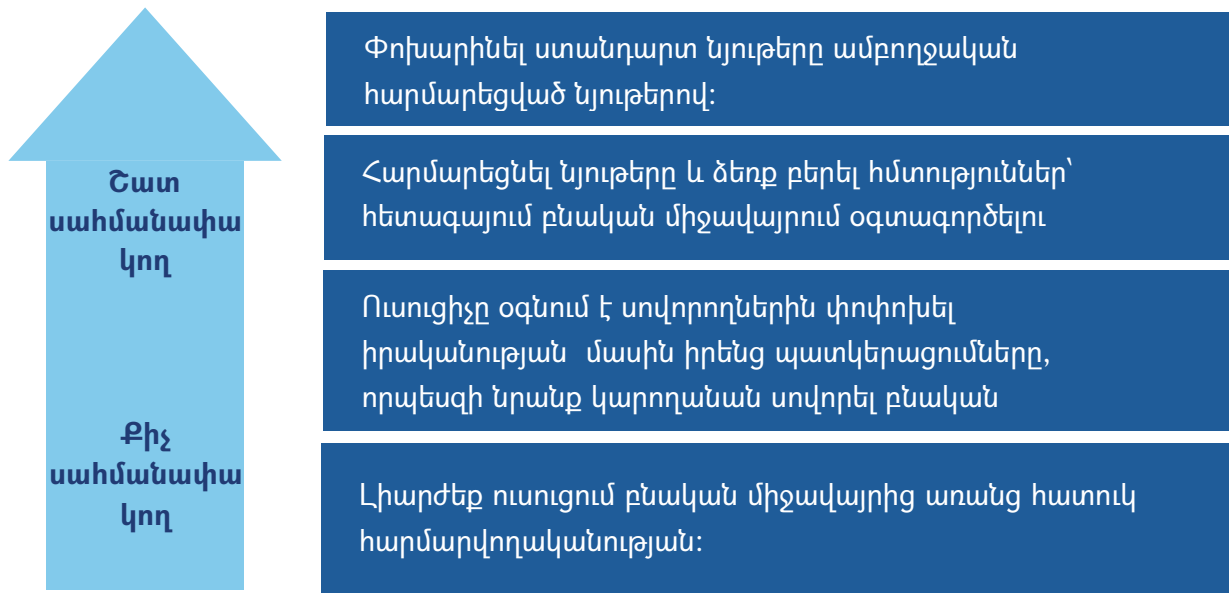 Փոխարինել ստանդարտ նյութերը ամբողջական
հարմարեցված նյութերով:
Շատ
սահմանափա
կող
Հարմարեցնել նյութերը և ձեռք բերել հմտություններ՝
հետագայում բնական միջավայրում օգտագործելու
Ուսուցիչը օգնում է սովորողներին փոփոխել
իրականության մասին իրենց պատկերացումները,
որպեսզի նրանք կարողանան սովորել բնական
Քիչ
սահմանափա
կող
Լիարժեք ուսուցում բնական միջավայրից առանց հատուկ
հարմարվողականության: